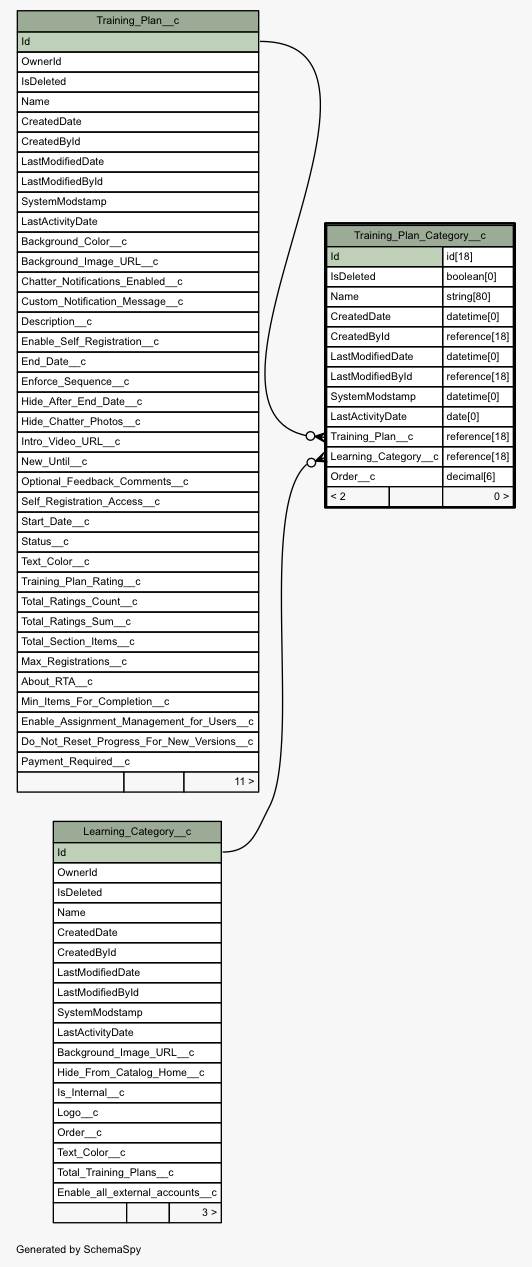 Training_Plan__c
Id
OwnerId
IsDeleted
Name
CreatedDate
CreatedById
LastModifiedDate
LastModifiedById
SystemModstamp
LastActivityDate
Background_Color__c
Background_Image_URL__c
Chatter_Notifications_Enabled__c
Custom_Notification_Message__c
Description__c
Enable_Self_Registration__c
End_Date__c
Enforce_Sequence__c
Hide_After_End_Date__c
Hide_Chatter_Photos__c
Intro_Video_URL__c
New_Until__c
Optional_Feedback_Comments__c
Self_Registration_Access__c
Start_Date__c
Status__c
Text_Color__c
Training_Plan_Rating__c
Total_Ratings_Count__c
Total_Ratings_Sum__c
Total_Section_Items__c
Max_Registrations__c
About_RTA__c
Min_Items_For_Completion__c
Enable_Assignment_Management_for_Users__c
Do_Not_Reset_Progress_For_New_Versions__c
Payment_Required__c
11 >
Training_Plan_Category__c
Id id[18]
IsDeleted boolean[0]
Name string[80]
CreatedDate datetime[0]
CreatedById reference[18]
LastModifiedDate datetime[0]
LastModifiedById reference[18]
SystemModstamp datetime[0]
LastActivityDate date[0]
Training_Plan__c reference[18]
Learning_Category__c reference[18]
Order__c decimal[6]
< 2 0 >
Learning_Category__c
Id
OwnerId
IsDeleted
Name
CreatedDate
CreatedById
LastModifiedDate
LastModifiedById
SystemModstamp
LastActivityDate
Background_Image_URL__c
Hide_From_Catalog_Home__c
Is_Internal__c
Logo__c
Order__c
Text_Color__c
Total_Training_Plans__c
Enable_all_external_accounts__c
3 >
Generated by SchemaSpy